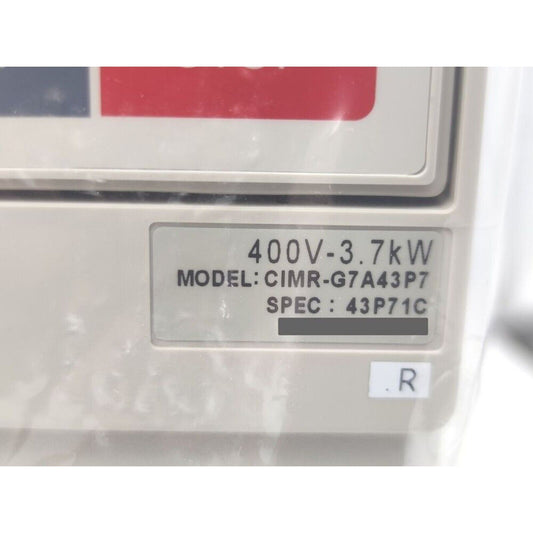 400V-3.7kW
MODEL: CIMR-G7A43P7
SPEC : 43P71C
.R